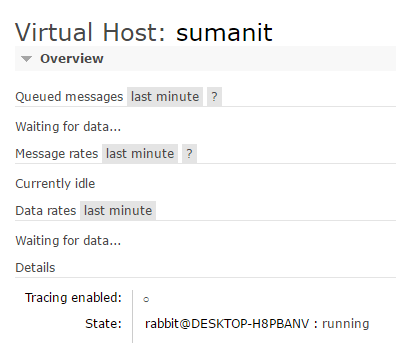 Virtual Host: sumanit
Overview
Queued messages last minute ?
Waiting for data...
Message rates last minute ?
Currently idle
Data rates last minute
Waiting for data...
Details
Tracing enabled: ○
State: rabbit@DESKTOP-H8PBANV : running